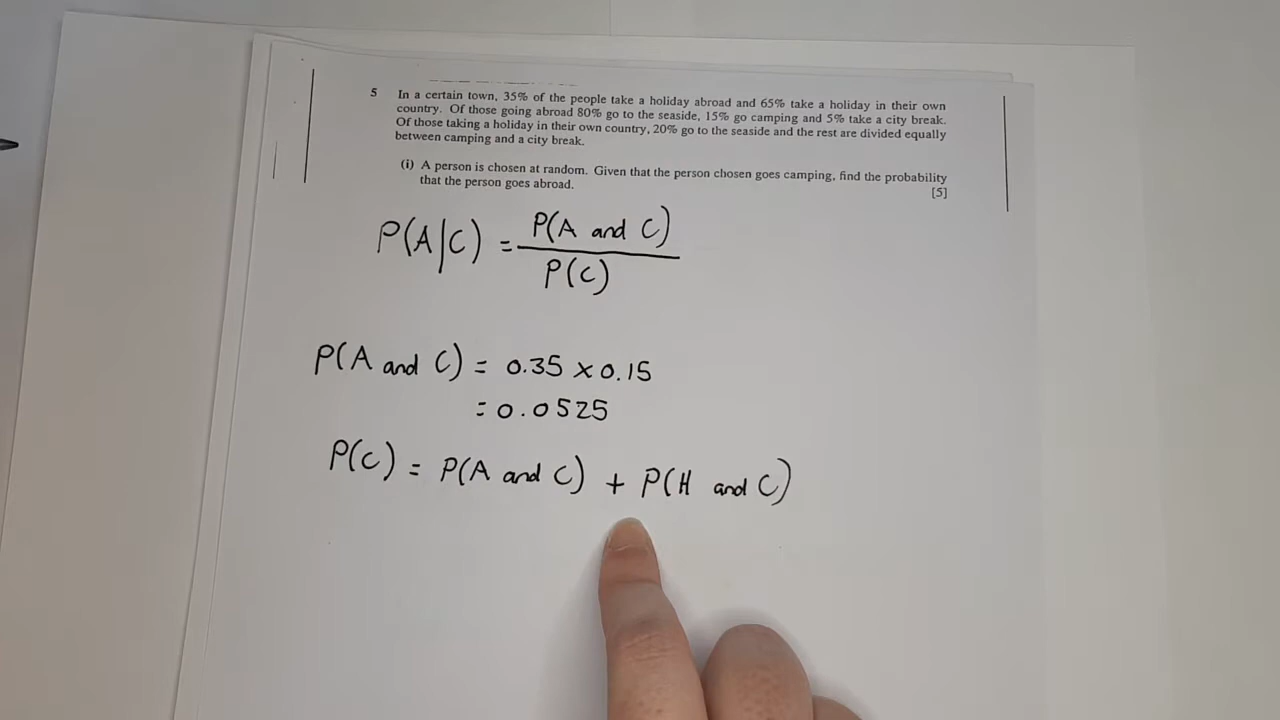 5 In a certain town, 35% of the people take a holiday abroad and 65% take a holiday in their own
country. Of those going abroad 80% go to the seaside, 15% go camping and 5% take a city break.
Of those taking a holiday in their own country, 20% go to the seaside and the rest are divided equally
between camping and a city break.
(i) A person is chosen at random. Given that the person chosen goes camping, find the probability
that the person goes abroad. [5]
P(A|C) = P(A and C)
P(C)
P(A and C) = 0.35 × 0.15
= 0.0525
P(C) = P(A and C) + P(H and C)